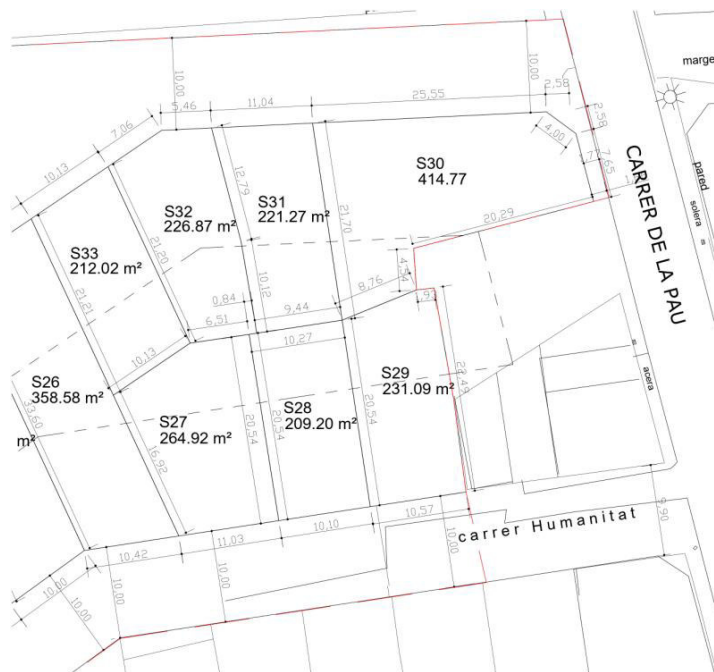 marge
10,00
10,00
2,58
25,55
11,04
5,46
7,06
10,13
2,58
4,00
7,65
CARRER DE LA PAU
pared
solera
S30
414.77
12,79
S31
221.27 m²
S32
226.87 m²
21,70
20,29
S33
212.02 m²
21,20
10,12
4,54
8,76
0,84
9,44
6,51
21,21
10,13
10,27
22,49
acera
S26
358.58 m²
33,60
S29
231.09 m²
S28
209.20 m²
S27
264.92 m²
m²
20,54
20,54
20,54
16,92
10,57
10,10
11,03
10,42
carrer Humanitat
9,90
10,00
10,00
10,00
10,00
10,00